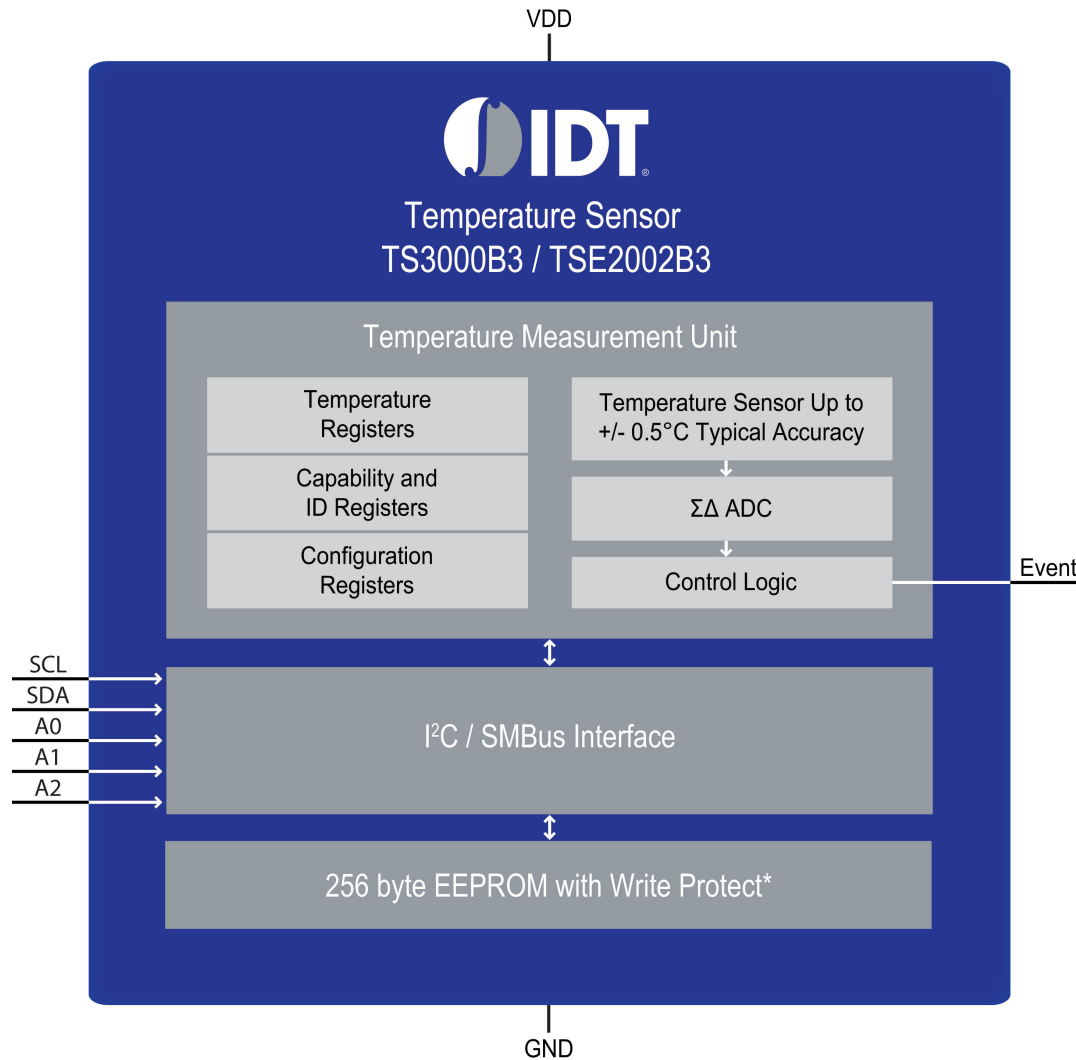 VDD
IDT®
Temperature Sensor
TS3000B3 / TSE2002B3
Temperature Measurement Unit
Temperature
Registers
Capability and
ID Registers
Configuration
Registers
Temperature Sensor Up to
+/- 0.5°C Typical Accuracy
ΣΔ ADC
Control Logic
Event
SCL
SDA
A0
A1
A2
I²C / SMBus Interface
256 byte EEPROM with Write Protect*
GND